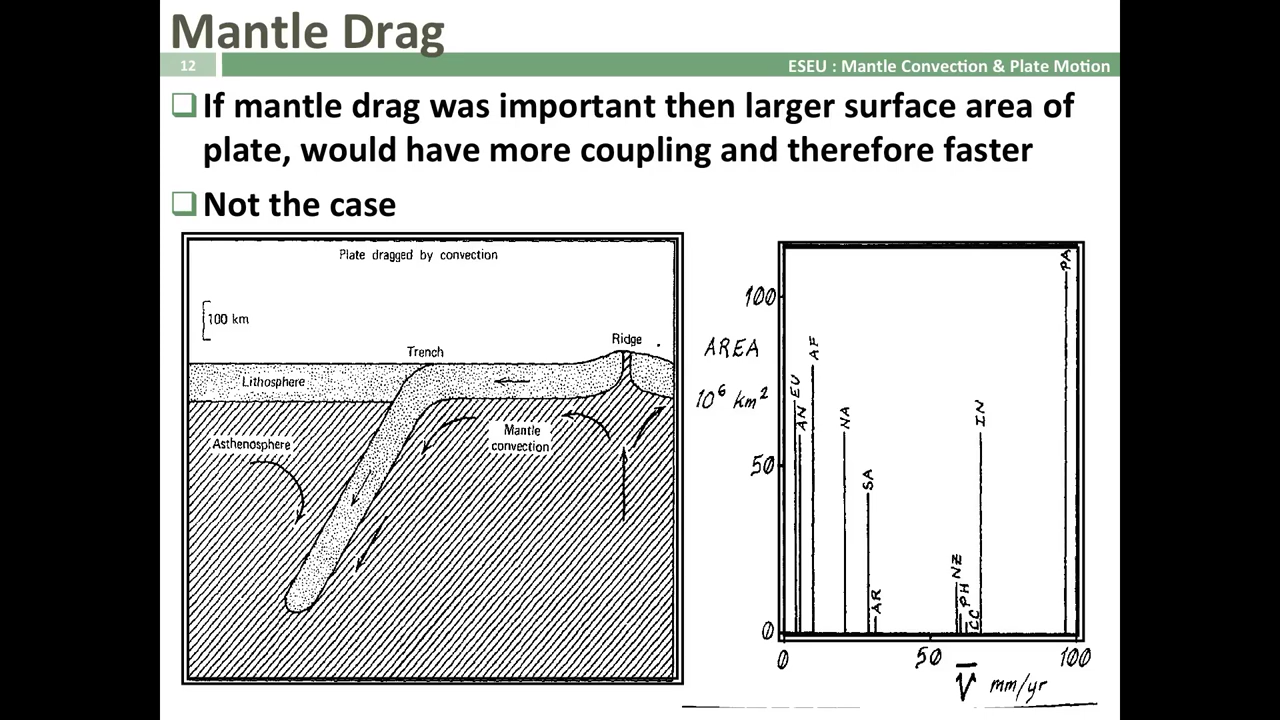 Mantle Drag
12
ESEU : Mantle Convection & Plate Motion
If mantle drag was important then larger surface area of
plate, would have more coupling and therefore faster
Not the case
Plate dragged by convection
100 km
Trench
Ridge
Lithosphere
Asthenosphere
Mantle
convection
AREA
10⁶ km²
100
50
0
EU
AN
AF
NA
SA
AR
NZ
PH
CC
IN
PA
0
50
100
V̅ mm/yr